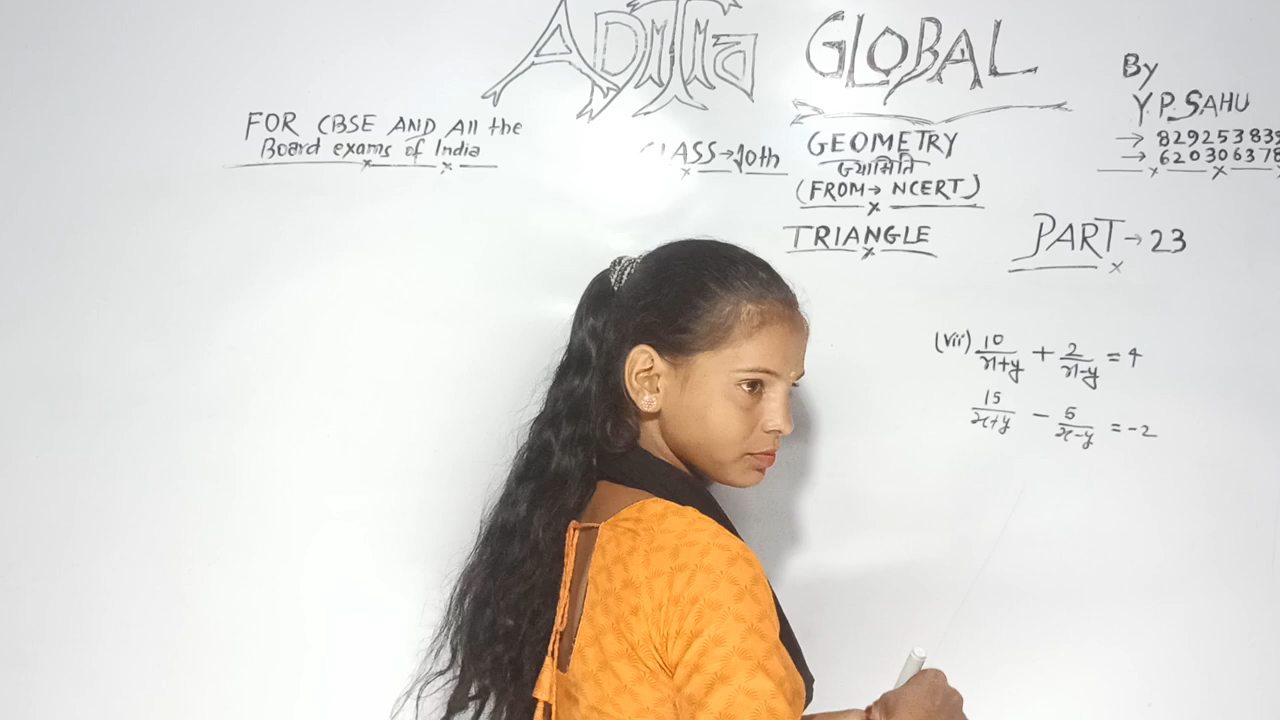 ADITYA GLOBAL
By
Y.P. SAHU
FOR CBSE AND All the
Board exams of India
CLASS→10th
GEOMETRY
ज्यामिति
(FROM→ NCERT)
TRIANGLE
PART→23
(vii) 10/x+y + 2/x-y = 4
15/x+y - 5/x-y = -2